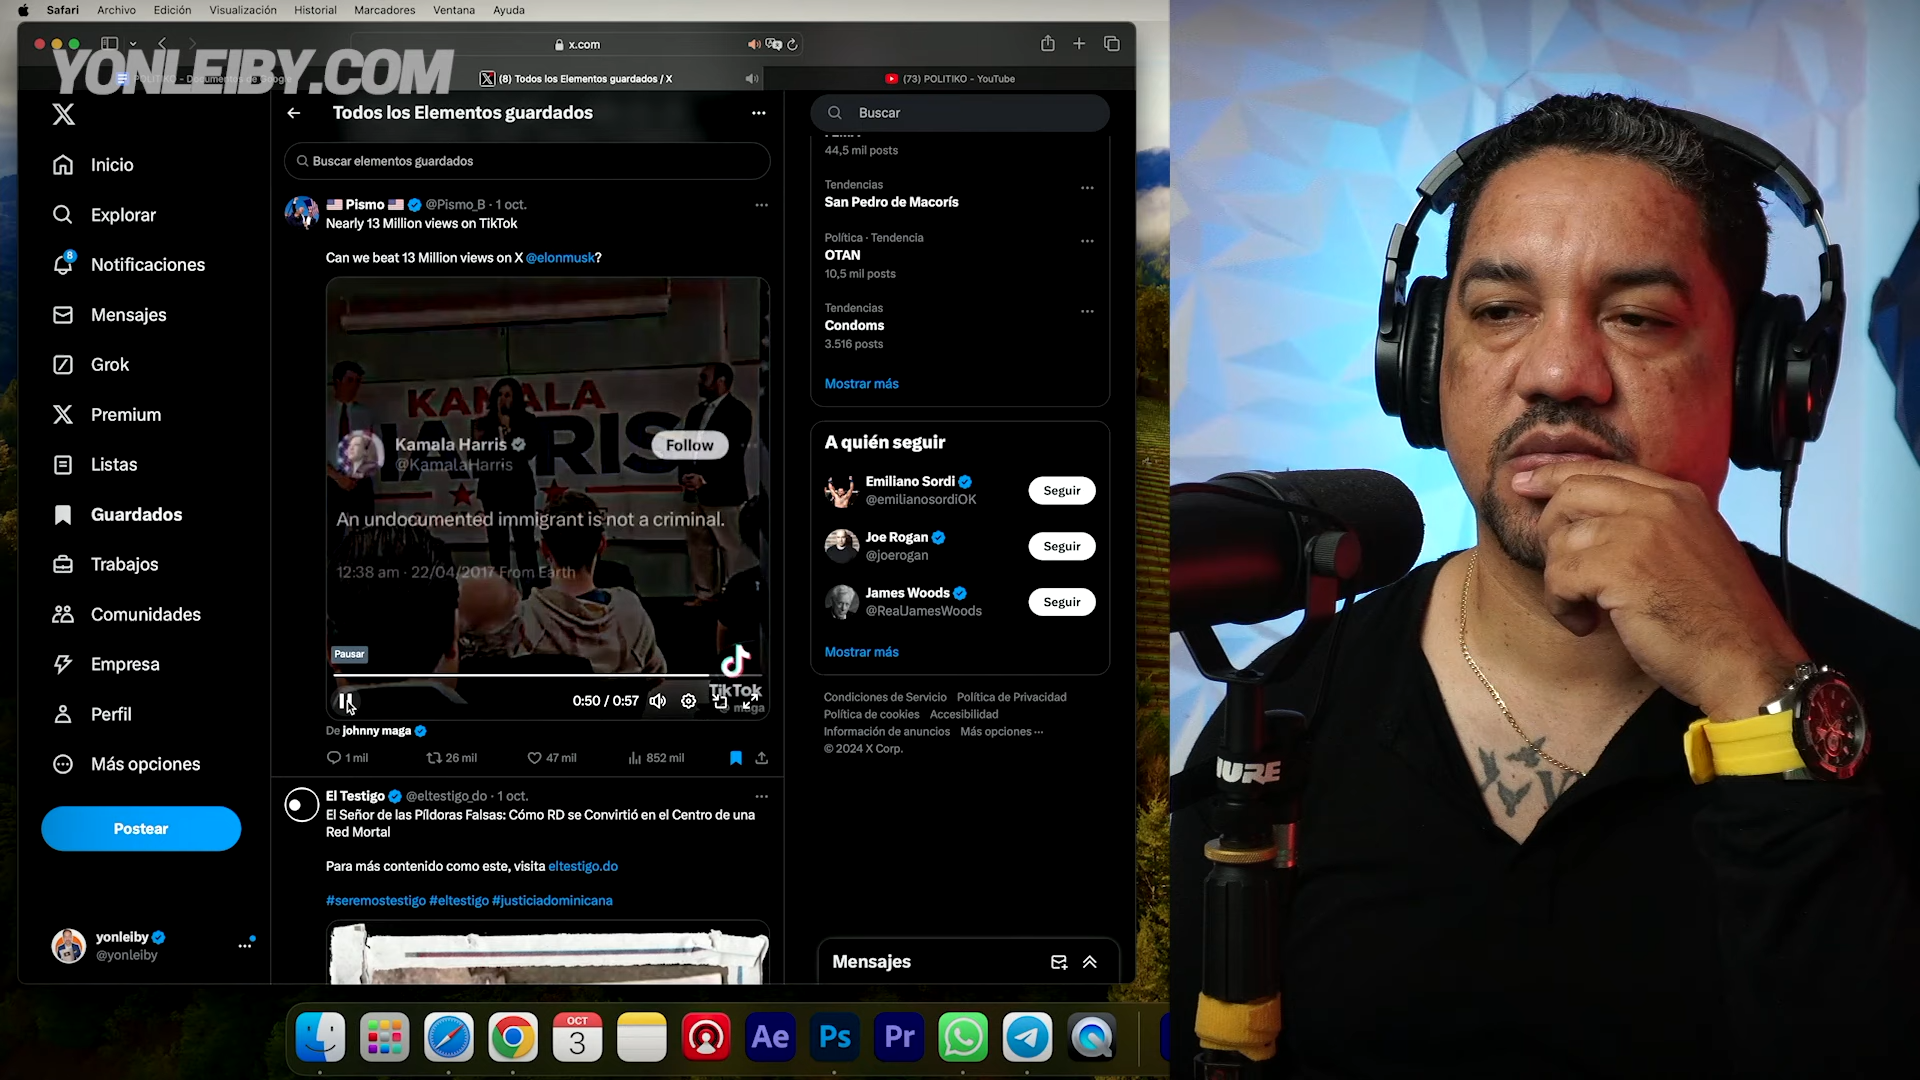 Safari Archivo Edición Visualización Historial Marcadores Ventana Ayuda
YONLEIBY.COM
x.com
(8) Todos los Elementos guardados / X
(73) POLITIKO - YouTube
Todos los Elementos guardados
Buscar elementos guardados
Inicio
Explorar
8
Notificaciones
Mensajes
Grok
Premium
Listas
Guardados
Trabajos
Comunidades
Empresa
Perfil
Más opciones
Postear
yonleiby
@yonleiby
Pismo @Pismo_B · 1 oct.
Nearly 13 Million views on TikTok
Can we beat 13 Million views on X @elonmusk?
KAMALA
HARRIS
Kamala Harris
@KamalaHarris
Follow
An undocumented immigrant is not a criminal.
12:38 am · 22/04/2017 From Earth
Pausar
0:50 / 0:57
TikTok
maga
De johnny maga
1 mil 26 mil 47 mil 852 mil
El Testigo @eltestigo_do · 1 oct.
El Señor de las Píldoras Falsas: Cómo RD se Convirtió en el Centro de una
Red Mortal
Para más contenido como este, visita eltestigo.do
#seremostestigo #eltestigo #justiciadominicana
Buscar
44,5 mil posts
Tendencias
San Pedro de Macorís
Política · Tendencia
OTAN
10,5 mil posts
Tendencias
Condoms
3.516 posts
Mostrar más
A quién seguir
Emiliano Sordi
@emilianosordiOK
Seguir
Joe Rogan
@joerogan
Seguir
James Woods
@RealJamesWoods
Seguir
Mostrar más
Condiciones de Servicio Política de Privacidad
Política de cookies Accesibilidad
Información de anuncios Más opciones ···
© 2024 X Corp.
Mensajes
OCT
3
Ae
Ps
Pr
HURE